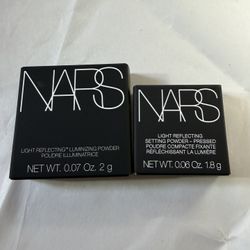 NARS
LIGHT REFLECTING™ LUMINIZING POWDER
POUDRE ILLUMINATRICE
NET WT. 0.07 Oz. 2 g
NARS
LIGHT REFLECTING
SETTING POWDER - PRESSED
POUDRE COMPACTE FIXANTE
RÉFLÉCHISSANT LA LUMIÈRE
NET WT. 0.06 Oz. 1.8 g